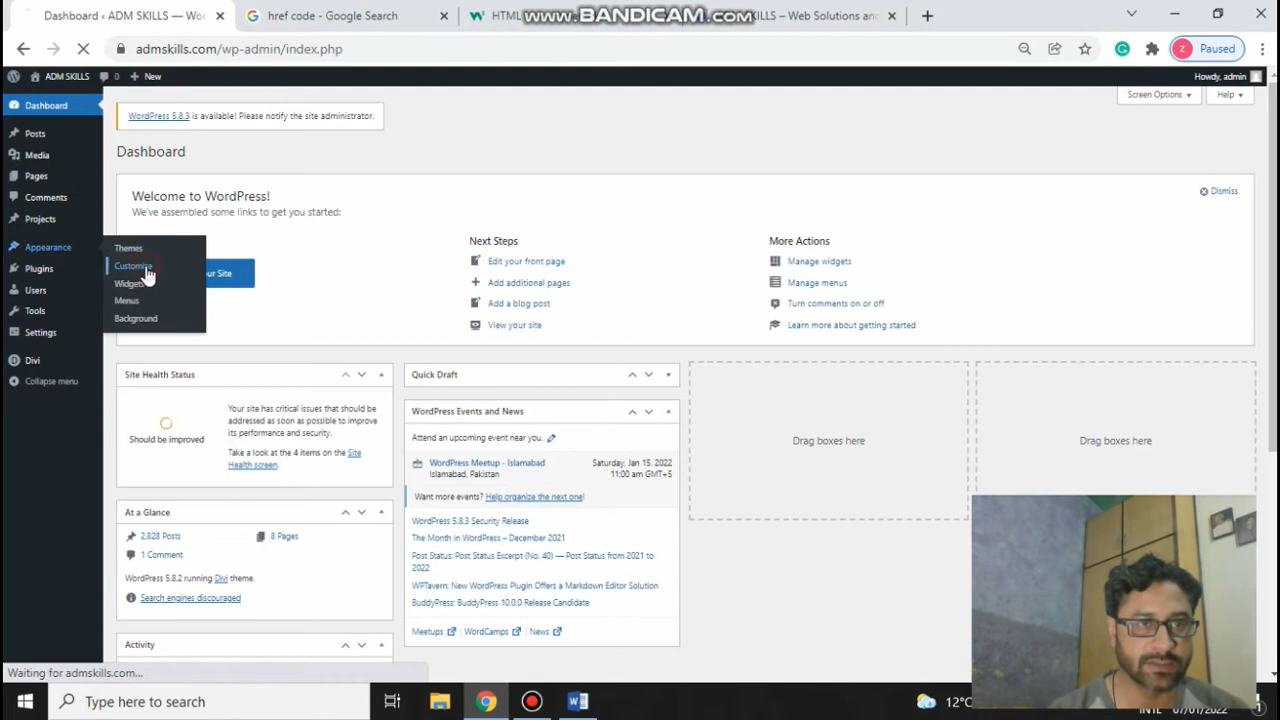 Dashboard ‹ ADM SKILLS — Wo
href code - Google Search
HTML
SKILLS – Web Solutions an
www.BANDICAM.com
admskills.com/wp-admin/index.php
Z
Paused
ADM SKILLS
0
New
Howdy, admin
Dashboard
Posts
Media
Pages
Comments
Projects
Appearance
Plugins
Users
Tools
Settings
Divi
Collapse menu
Themes
Customise
Widgets
Menus
Background
Screen Options
Help
WordPress 5.8.3 is available! Please notify the site administrator.
Dashboard
Welcome to WordPress!
We've assembled some links to get you started:
Dismiss
our Site
Next Steps
Edit your front page
Add additional pages
Add a blog post
View your site
More Actions
Manage widgets
Manage menus
Turn comments on or off
Learn more about getting started
Site Health Status
Should be improved
Your site has critical issues that should be
addressed as soon as possible to improve
its performance and security.
Take a look at the 4 items on the Site
Health screen.
At a Glance
2,828 Posts
8 Pages
1 Comment
WordPress 5.8.2 running Divi theme.
Search engines discouraged
Activity
Quick Draft
WordPress Events and News
Attend an upcoming event near you.
WordPress Meetup - Islamabad
Islamabad, Pakistan
Saturday, Jan 15, 2022
11:00 am GMT+5
Want more events? Help organize the next one!
WordPress 5.8.3 Security Release
The Month in WordPress – December 2021
Post Status: Post Status Excerpt (No. 40) — Post Status from 2021 to
2022
WPTavern: New WordPress Plugin Offers a Markdown Editor Solution
BuddyPress: BuddyPress 10.0.0 Release Candidate
Meetups
WordCamps
News
Drag boxes here
Drag boxes here
Waiting for admskills.com...
Type here to search
12°C
INTL
07/01/2022